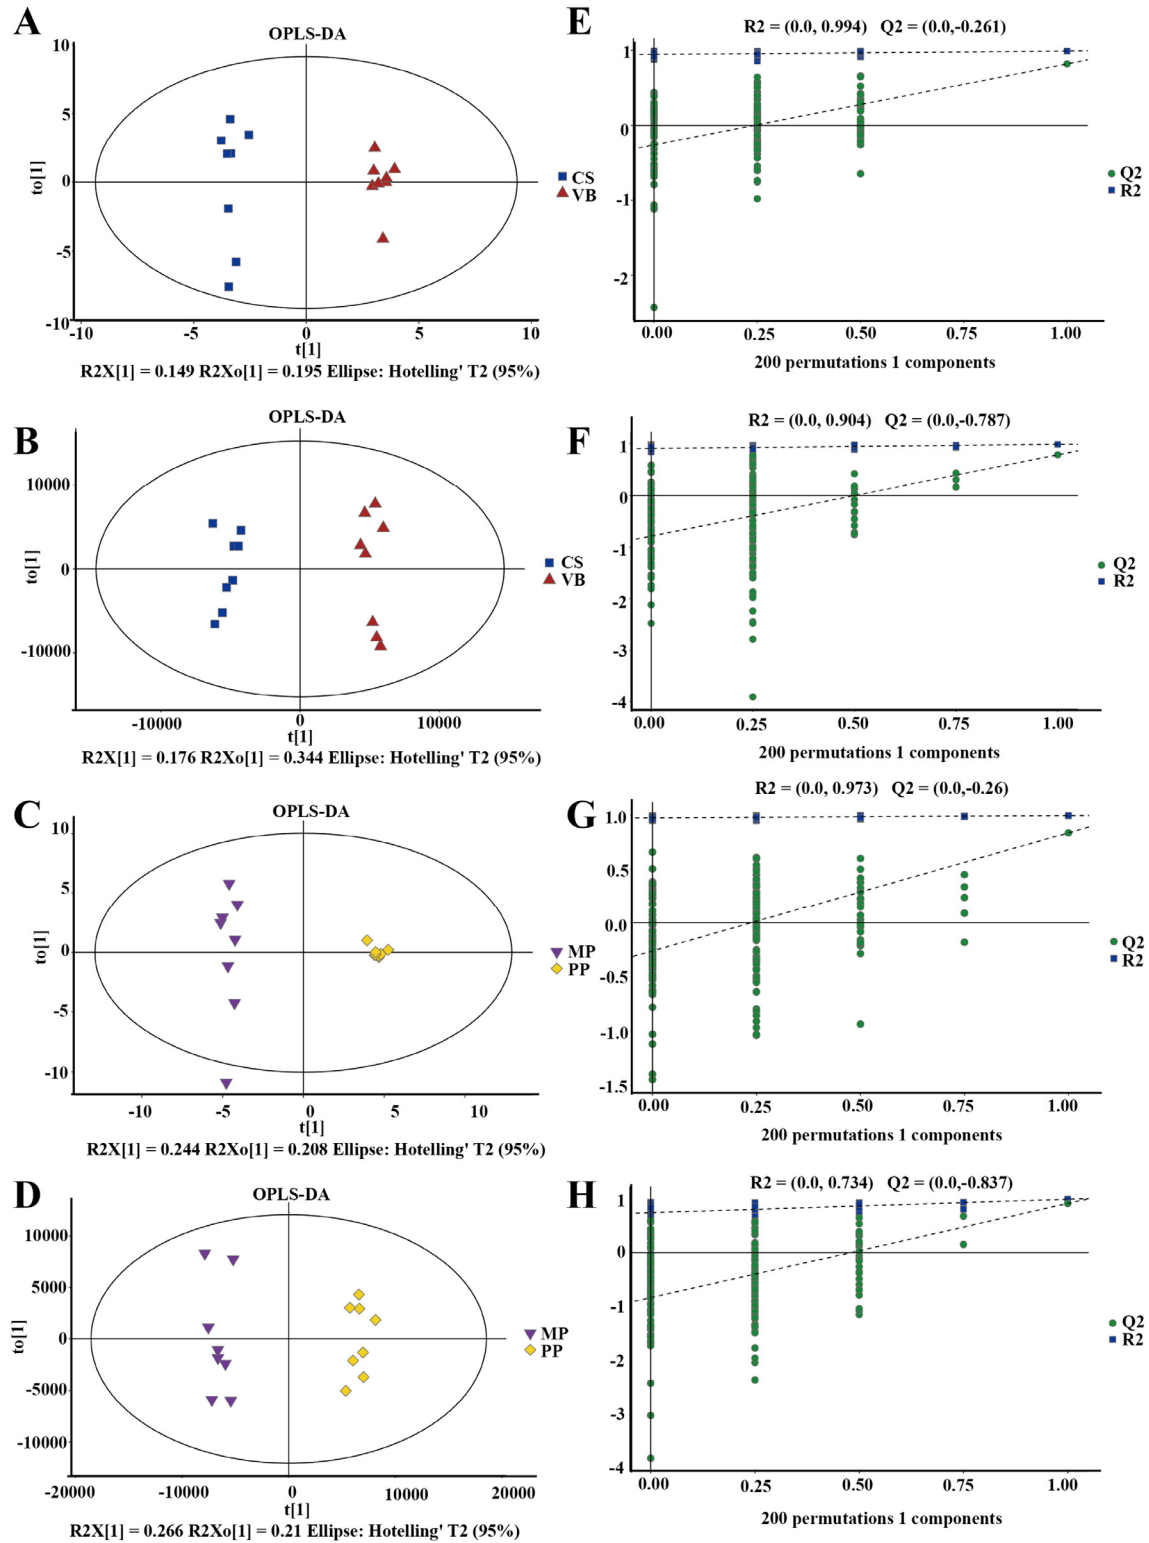 A
OPLS-DA
10
5
0
-5
-10
to[1]
-10
-5
0
5
10
t[1]
CS
VB
R2X[1] = 0.149 R2Xo[1] = 0.195 Ellipse: Hotelling' T2 (95%)
E
R2 = (0.0, 0.994) Q2 = (0.0,-0.261)
1
0
-1
-2
0.00
0.25
0.50
0.75
1.00
Q2
R2
200 permutations 1 components
B
OPLS-DA
10000
0
-10000
to[1]
-10000
0
10000
t[1]
CS
VB
R2X[1] = 0.176 R2Xo[1] = 0.344 Ellipse: Hotelling' T2 (95%)
F
R2 = (0.0, 0.904) Q2 = (0.0,-0.787)
1
0
-1
-2
-3
-4
0.00
0.25
0.50
0.75
1.00
Q2
R2
200 permutations 1 components
C
OPLS-DA
10
5
0
-5
-10
to[1]
-10
-5
0
5
10
t[1]
MP
PP
R2X[1] = 0.244 R2Xo[1] = 0.208 Ellipse: Hotelling' T2 (95%)
G
R2 = (0.0, 0.973) Q2 = (0.0,-0.26)
1.0
0.5
0.0
-0.5
-1.0
-1.5
0.00
0.25
0.50
0.75
1.00
Q2
R2
200 permutations 1 components
D
OPLS-DA
10000
5000
0
-5000
-10000
to[1]
-20000
-10000
0
10000
20000
t[1]
MP
PP
R2X[1] = 0.266 R2Xo[1] = 0.21 Ellipse: Hotelling' T2 (95%)
H
R2 = (0.0, 0.734) Q2 = (0.0,-0.837)
1
0
-1
-2
-3
-4
0.00
0.25
0.50
0.75
1.00
Q2
R2
200 permutations 1 components